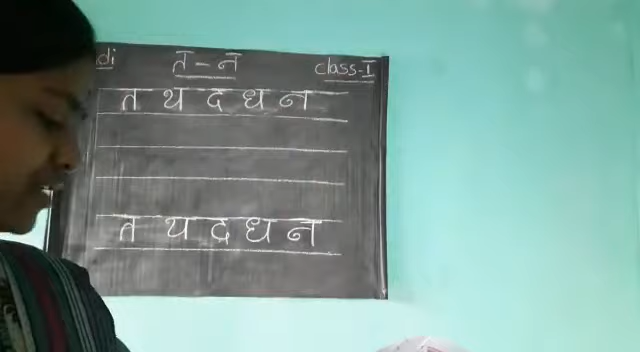 di त - न class-I
त थ द ध न
त थ द ध न